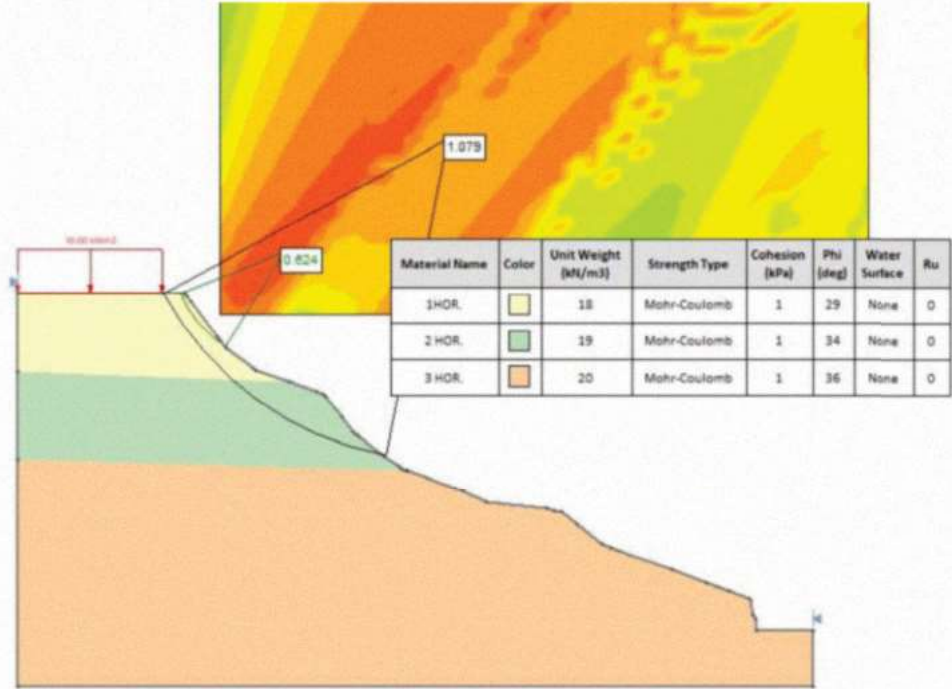 1.079
0.624
Material Name Color Unit Weight (kN/m3) Strength Type Cohesion (kPa) Phi (deg) Water Surface Ru
1HOR. 18 Mohr-Coulomb 1 29 None 0
2 HOR. 19 Mohr-Coulomb 1 34 None 0
3 HOR. 20 Mohr-Coulomb 1 36 None 0